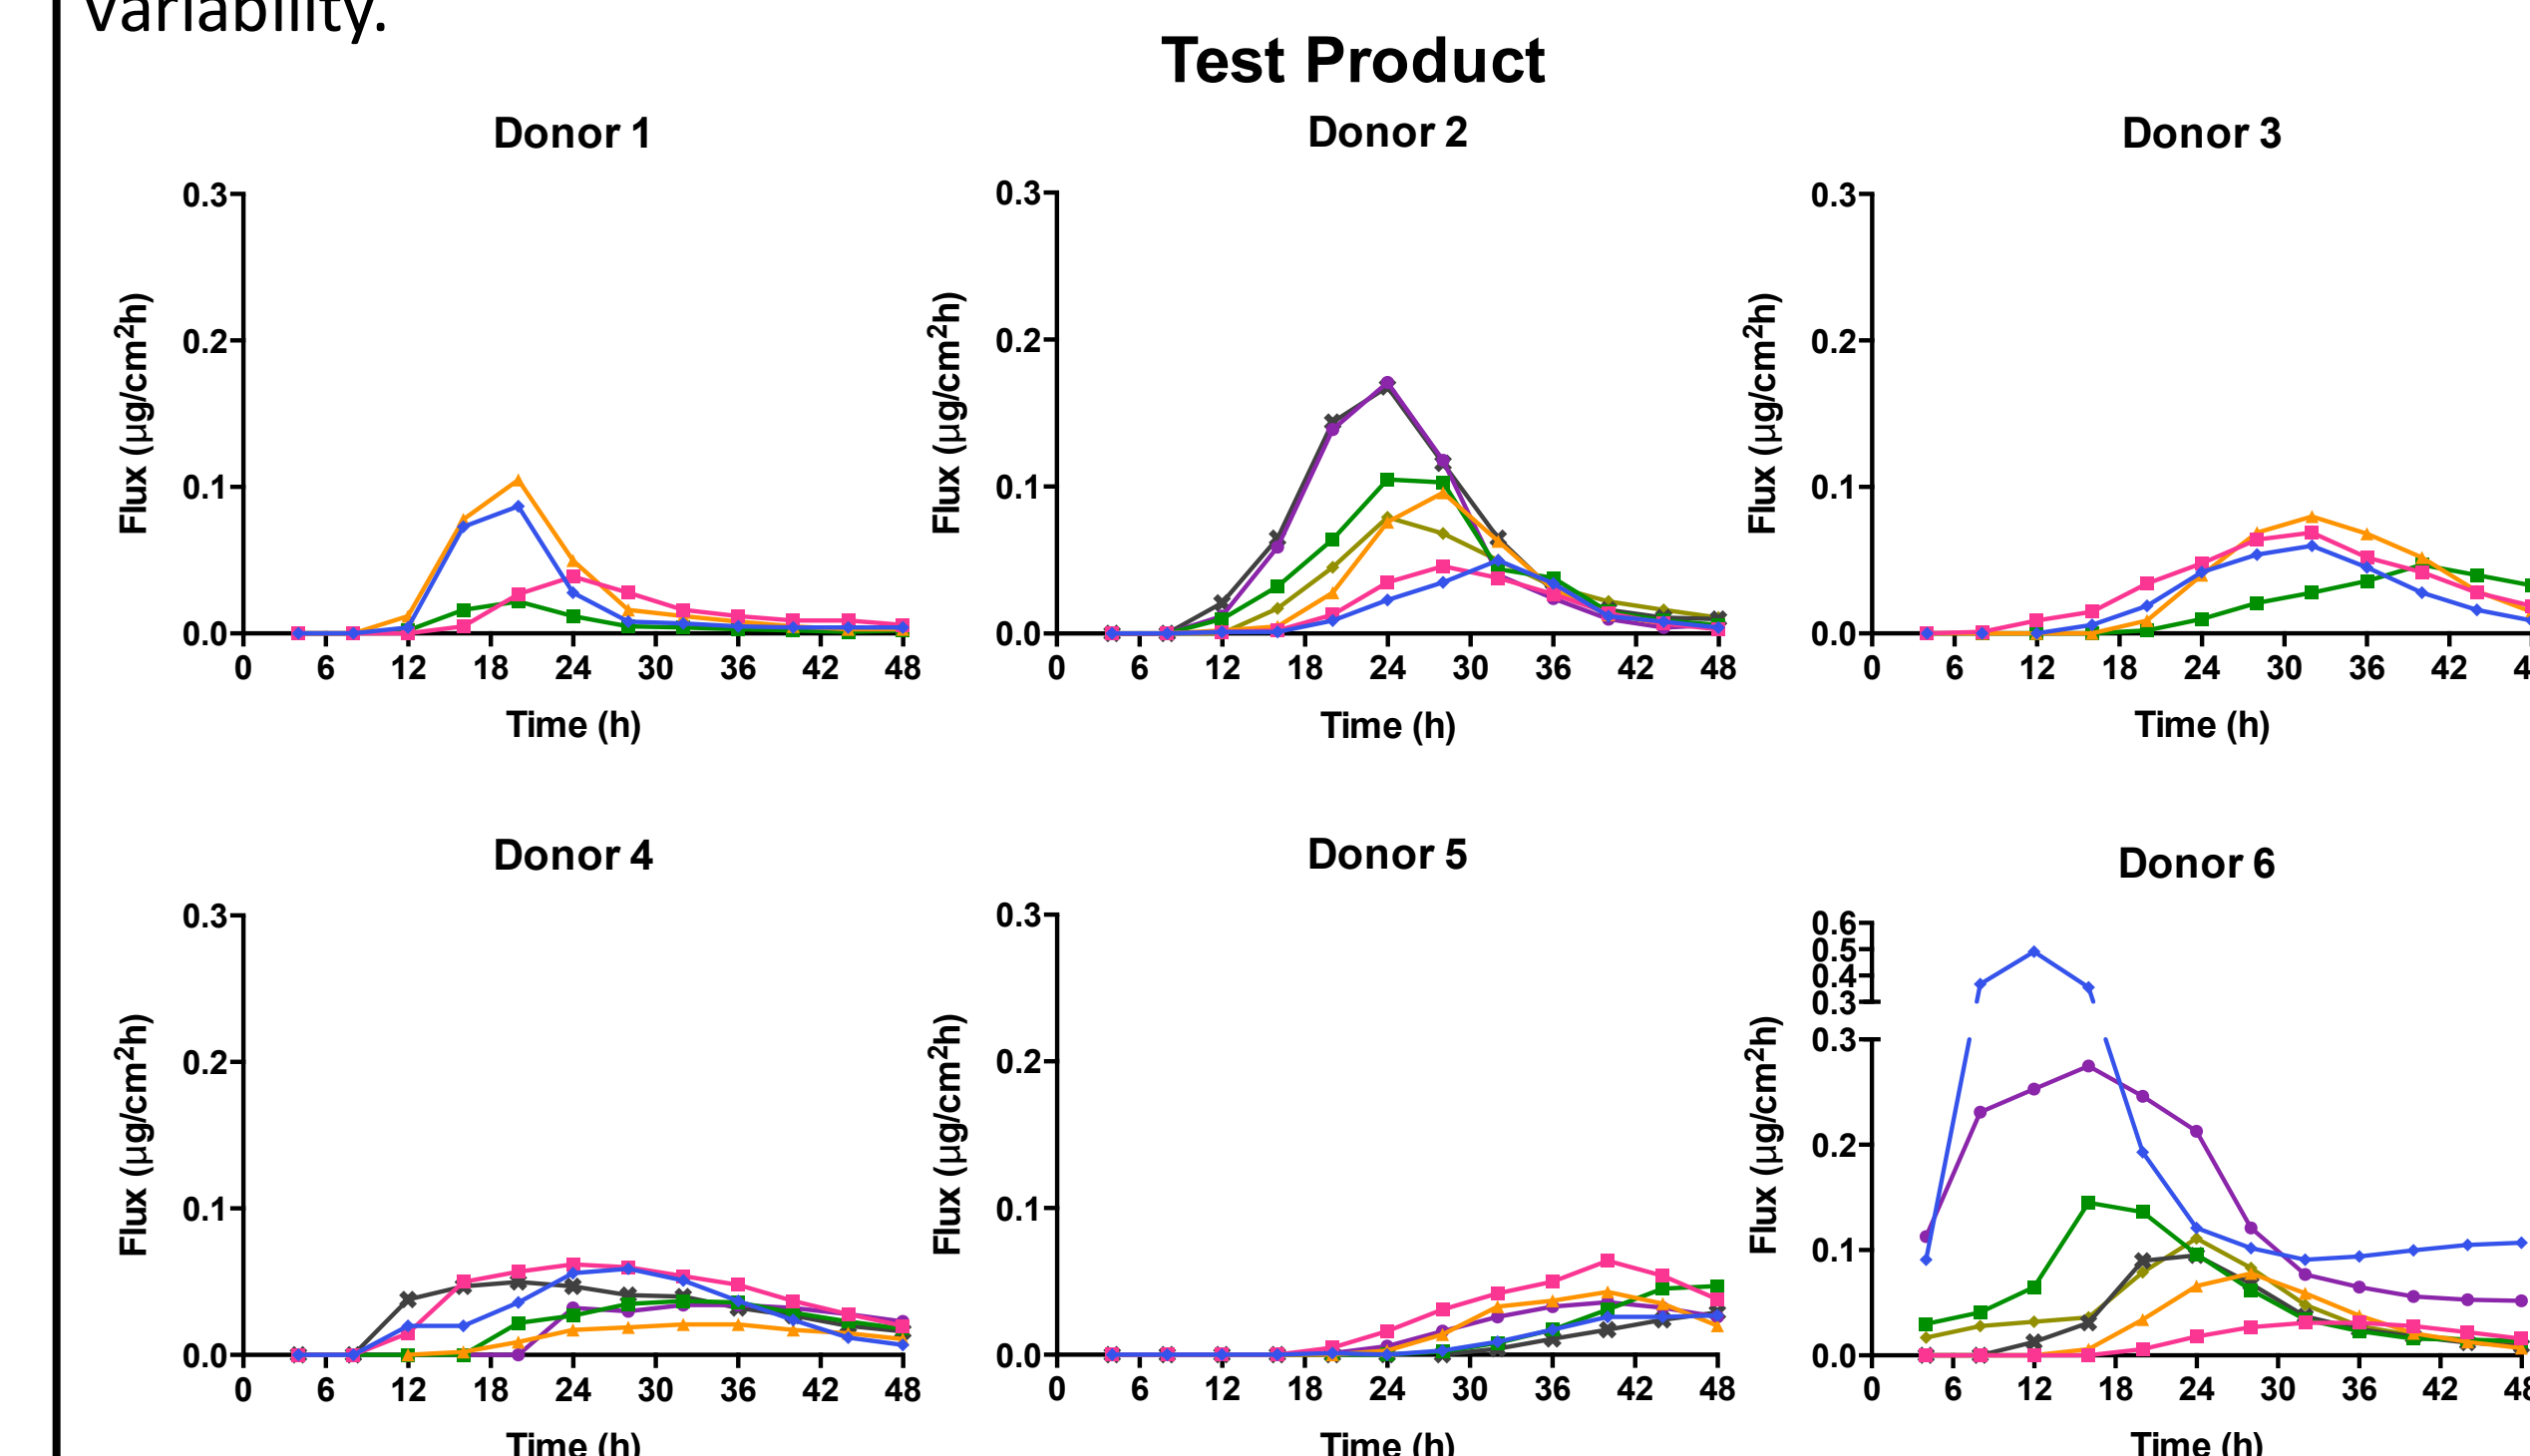 variability.
Test Product
Donor 1
Donor 2
Donor 3
0.3
0.2
0.1
0.0
Flux (µg/cm²h)
0 6 12 18 24 30 36 42 48
Time (h)
0.3
0.2
0.1
0.0
Flux (µg/cm²h)
0 6 12 18 24 30 36 42 48
Time (h)
0.3
0.2
0.1
0.0
Flux (µg/cm²h)
0 6 12 18 24 30 36 42
Time (h)
Donor 4
Donor 5
Donor 6
0.3
0.2
0.1
0.0
Flux (µg/cm²h)
0 6 12 18 24 30 36 42 48
Time (h)
0.3
0.2
0.1
0.0
Flux (µg/cm²h)
0 6 12 18 24 30 36 42 48
Time (h)
0.6
0.5
0.4
0.3
0.3
0.2
0.1
0.0
Flux (µg/cm²h)
0 6 12 18 24 30 36 42 48
Time (h)